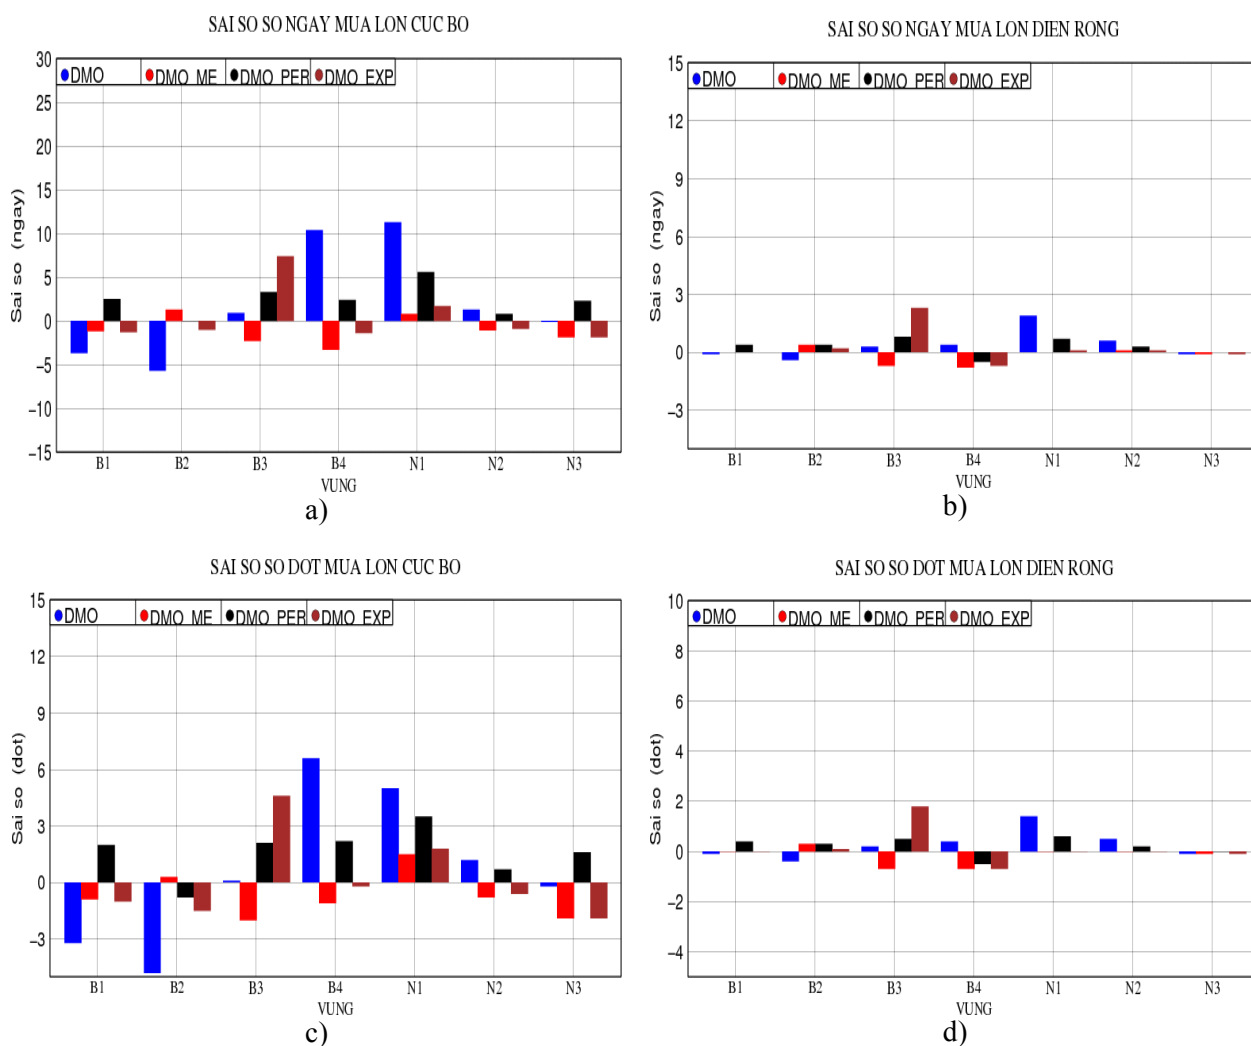 SAI SO SO NGAY MUA LON CUC BO
30
25
20
15
10
5
0
−5
−10
−15
Sai so (ngay)
DMO DMO_ME DMO_PER DMO_EXP
B1 B2 B3 B4 N1 N2 N3
VUNG
a)
SAI SO SO NGAY MUA LON DIEN RONG
15
12
9
6
3
0
−3
Sai so (ngay)
DMO DMO_ME DMO_PER DMO_EXP
B1 B2 B3 B4 N1 N2 N3
VUNG
b)
SAI SO SO DOT MUA LON CUC BO
15
12
9
6
3
0
−3
Sai so (dot)
DMO DMO_ME DMO_PER DMO_EXP
B1 B2 B3 B4 N1 N2 N3
VUNG
c)
SAI SO SO DOT MUA LON DIEN RONG
10
8
6
4
2
0
−2
−4
Sai so (dot)
DMO DMO_ME DMO_PER DMO_EXP
B1 B2 B3 B4 N1 N2 N3
VUNG
d)